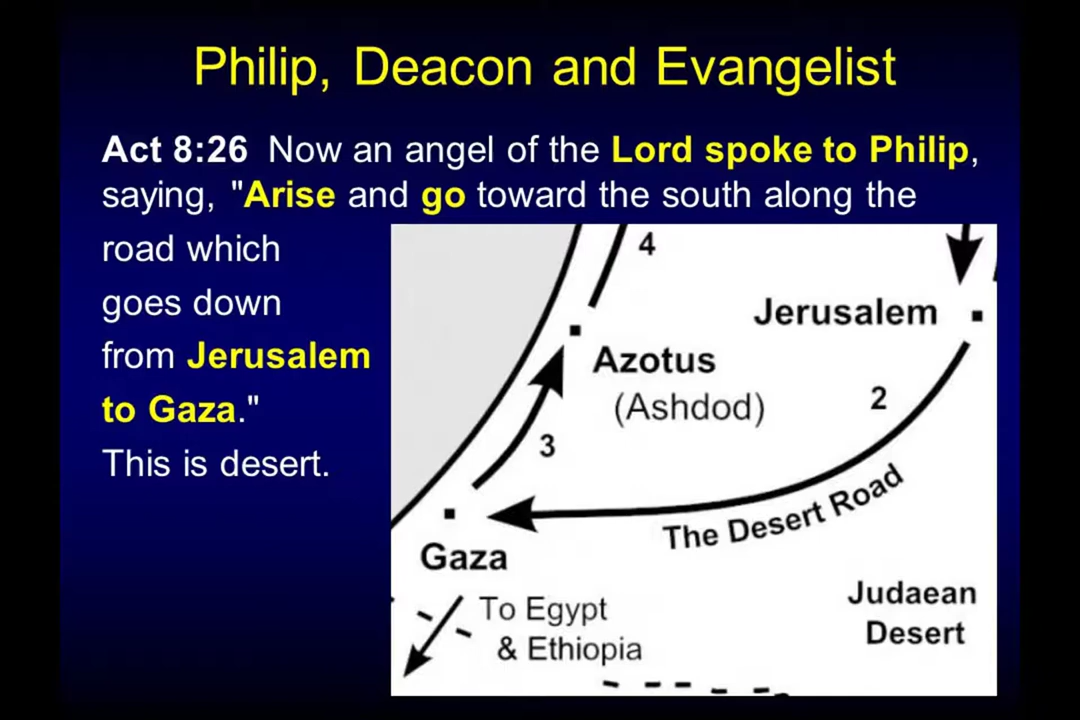 Philip, Deacon and Evangelist
Act 8:26 Now an angel of the Lord spoke to Philip,
saying, "Arise and go toward the south along the
road which
goes down
from Jerusalem
to Gaza."
This is desert.
4
Jerusalem
Azotus
(Ashdod)
2
3
The Desert Road
Gaza
To Egypt
& Ethiopia
Judaean
Desert